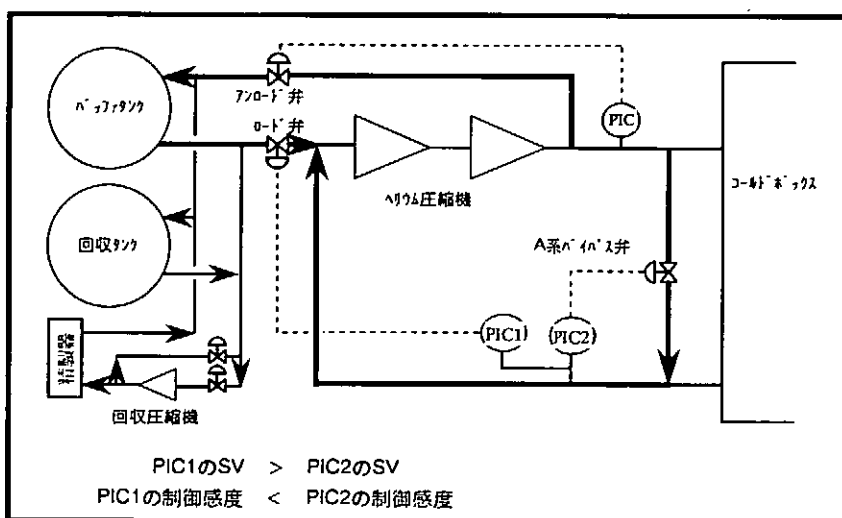 バッファタンク
アンロード弁
ロード弁
PIC
ヘリウム圧縮機
コールドボックス
回収タンク
A系バイパス弁
PIC1
PIC2
精製器
回収圧縮機
PIC1のSV > PIC2のSV
PIC1の制御感度 < PIC2の制御感度